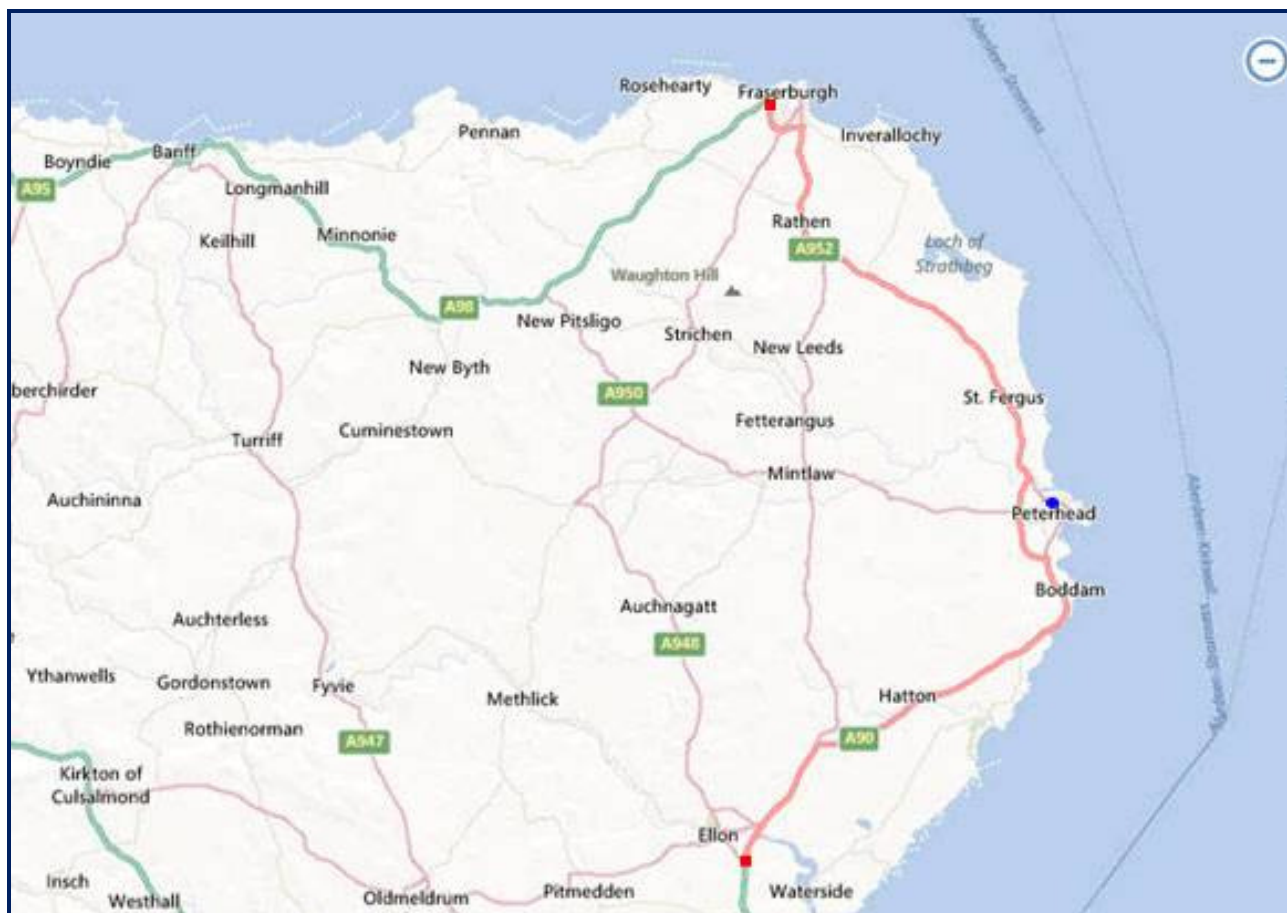 Aberdeen-Stromness
Rosehearty
Fraserburgh
Inverallochy
Pennan
Banff
Boyndie
A95
Longmanhill
Keilhill
Minnonie
Rathen
A952
Loch of
Strathbeg
Waughton Hill
A98
New Pitsligo
Strichen
New Leeds
New Byth
berchirder
A950
St. Fergus
Fetterangus
Cuminestown
Turriff
Mintlaw
Auchininna
Peterhead
Boddam
Auchnagatt
Auchterless
A948
Ythanwells
Gordonstown
Fyvie
Methlick
Hatton
Rothienorman
A947
A90
Kirkton of
Culsalmond
Ellon
Insch
Westhall
Oldmeldrum
Pitmedden
Waterside